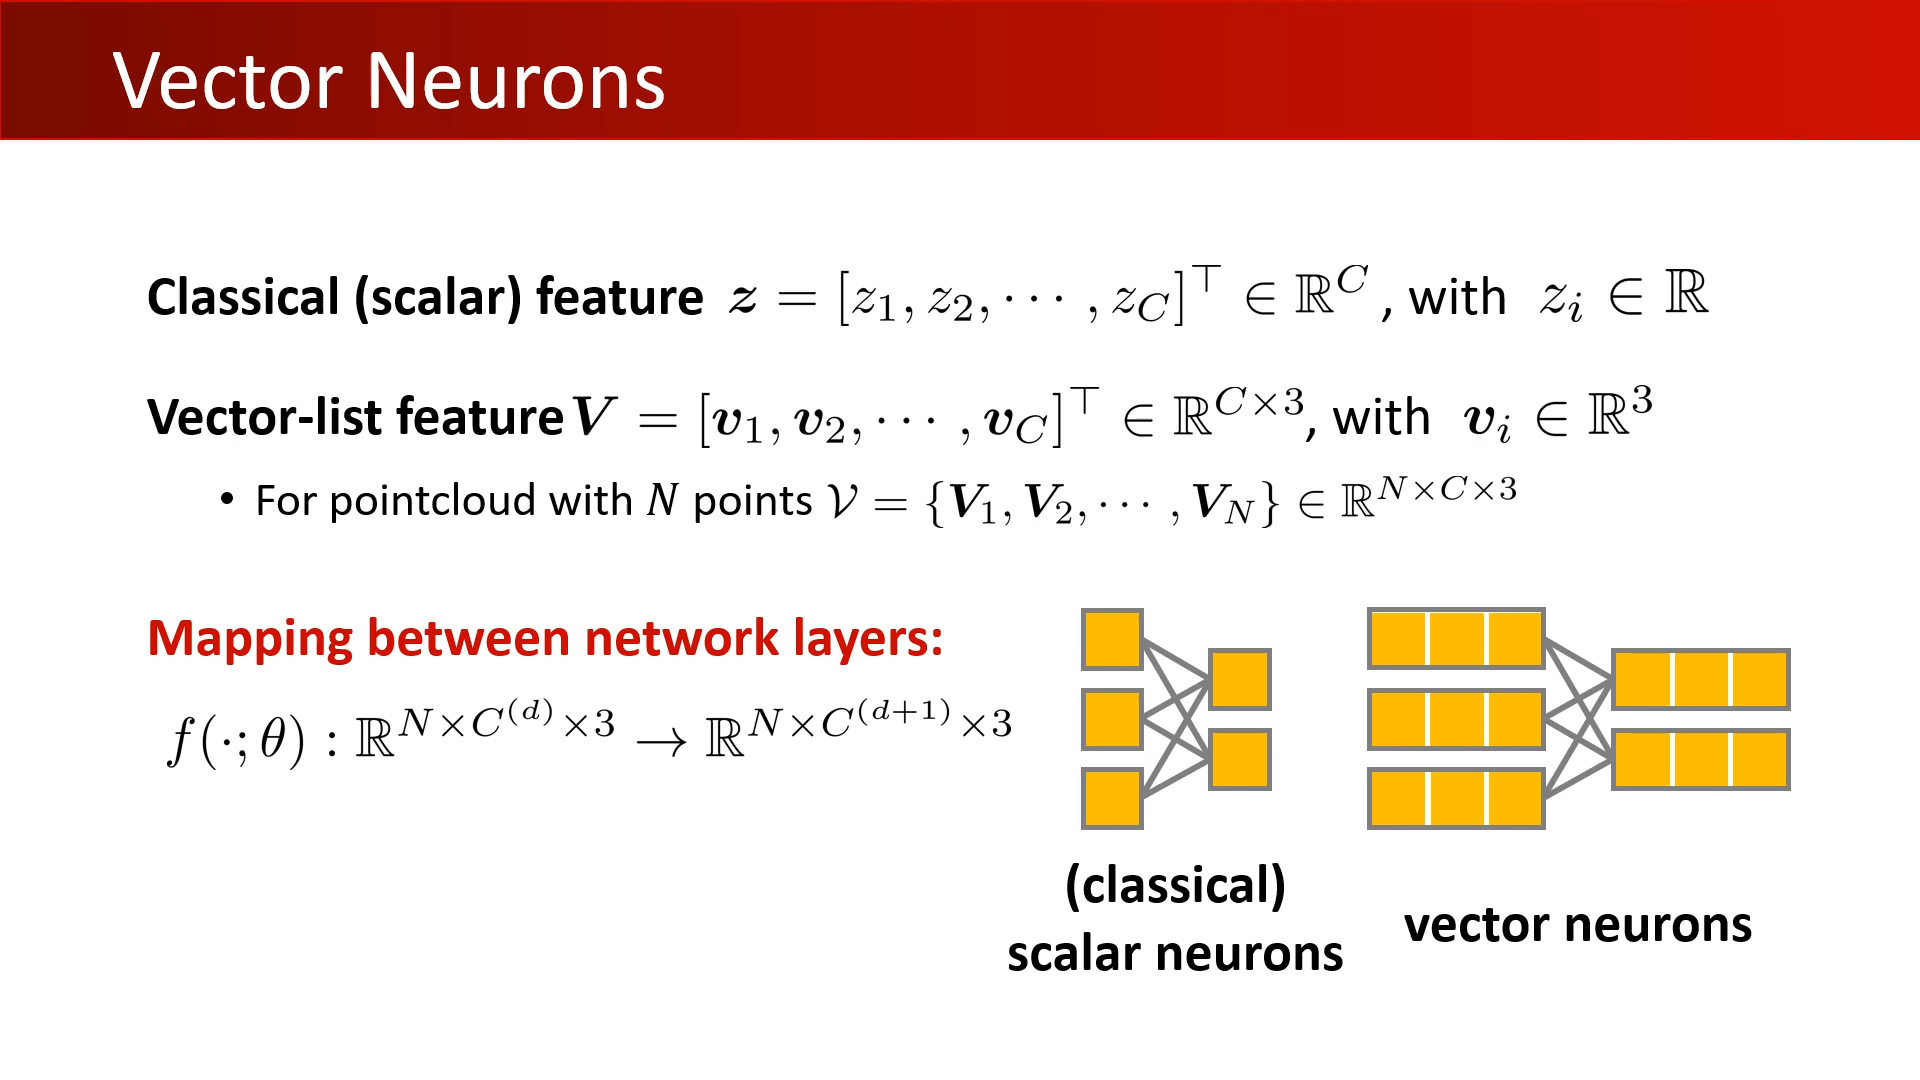 Vector Neurons
Classical (scalar) feature z = [z₁, z₂, ⋯ , z_C]^⊤ ∈ ℝ^C , with z_i ∈ ℝ
Vector-list feature V = [v₁, v₂, ⋯ , v_C]^⊤ ∈ ℝ^{C×3}, with v_i ∈ ℝ³
• For pointcloud with N points 𝒱 = {V₁, V₂, ⋯ , V_N} ∈ ℝ^{N×C×3}
Mapping between network layers:
f(·; θ) : ℝ^{N×C^{(d)}×3} → ℝ^{N×C^{(d+1)}×3}
(classical)
scalar neurons
vector neurons